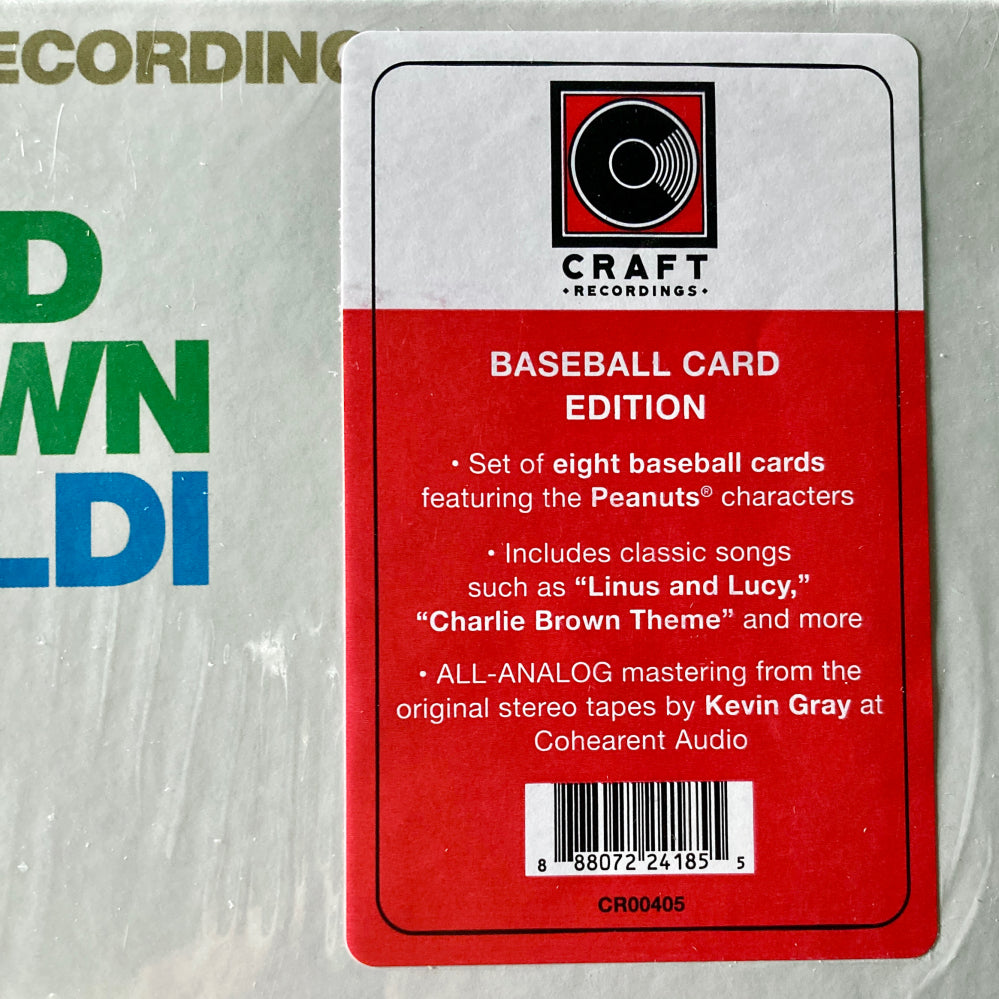 ECORDING
D
WN
LDI
CRAFT
• RECORDINGS •
BASEBALL CARD
EDITION
• Set of eight baseball cards
featuring the Peanuts® characters
• Includes classic songs
such as “Linus and Lucy,”
“Charlie Brown Theme” and more
• ALL-ANALOG mastering from the
original stereo tapes by Kevin Gray at
Cohearent Audio
8 88072 24185 5
CR00405